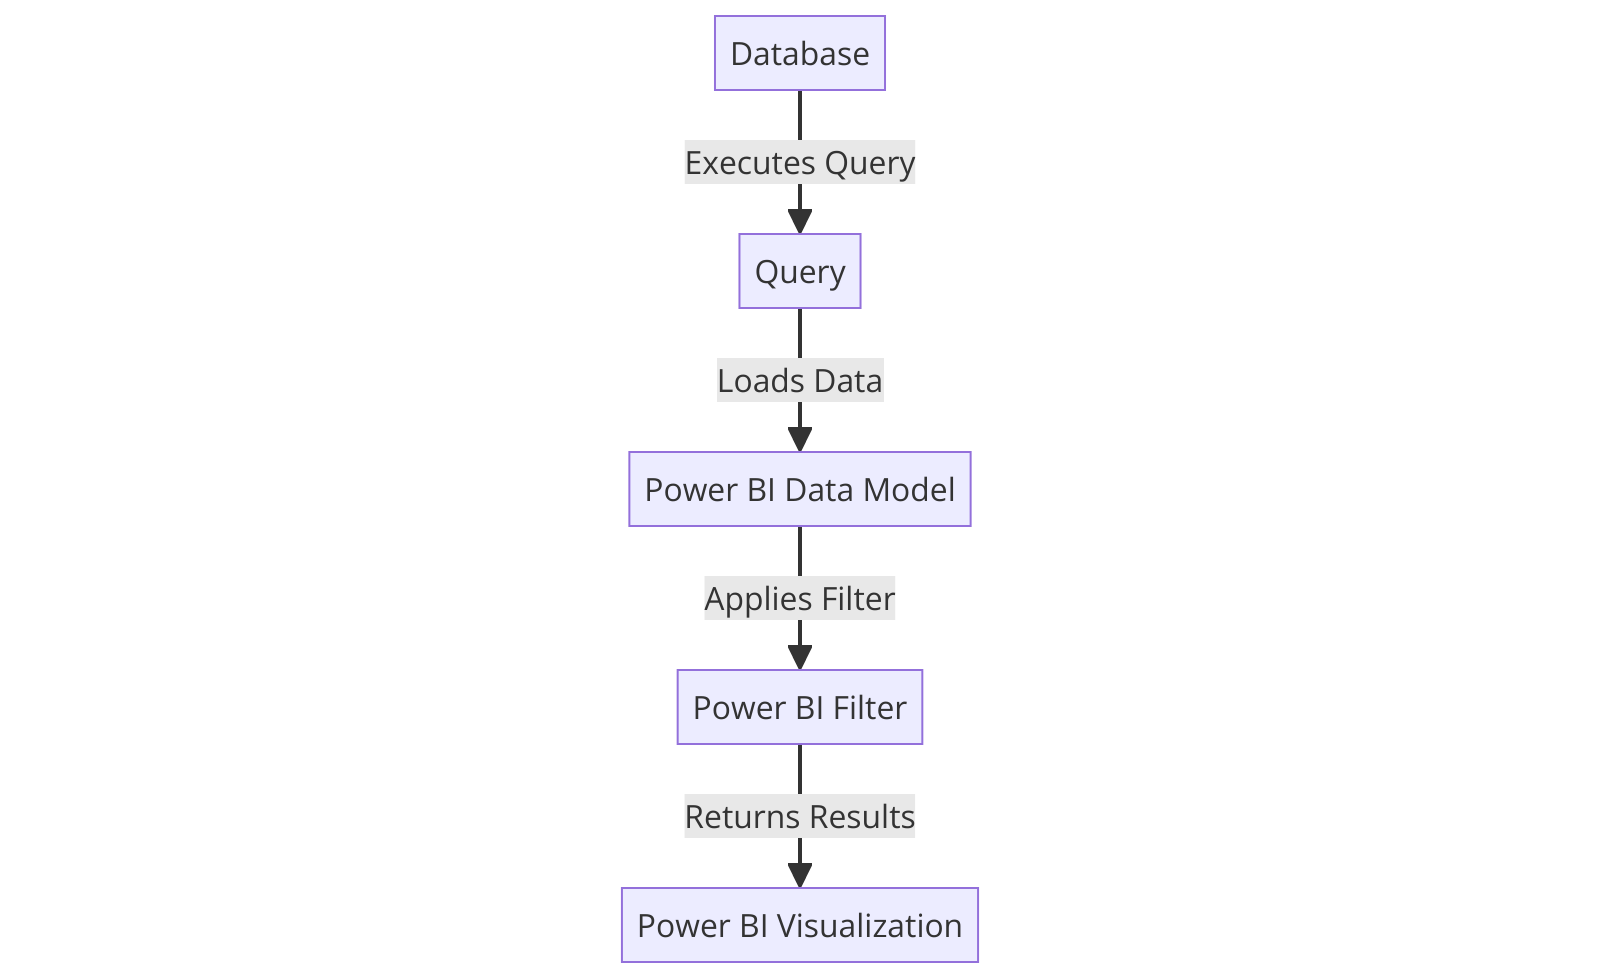 Database
Executes Query
Query
Loads Data
Power BI Data Model
Applies Filter
Power BI Filter
Returns Results
Power BI Visualization